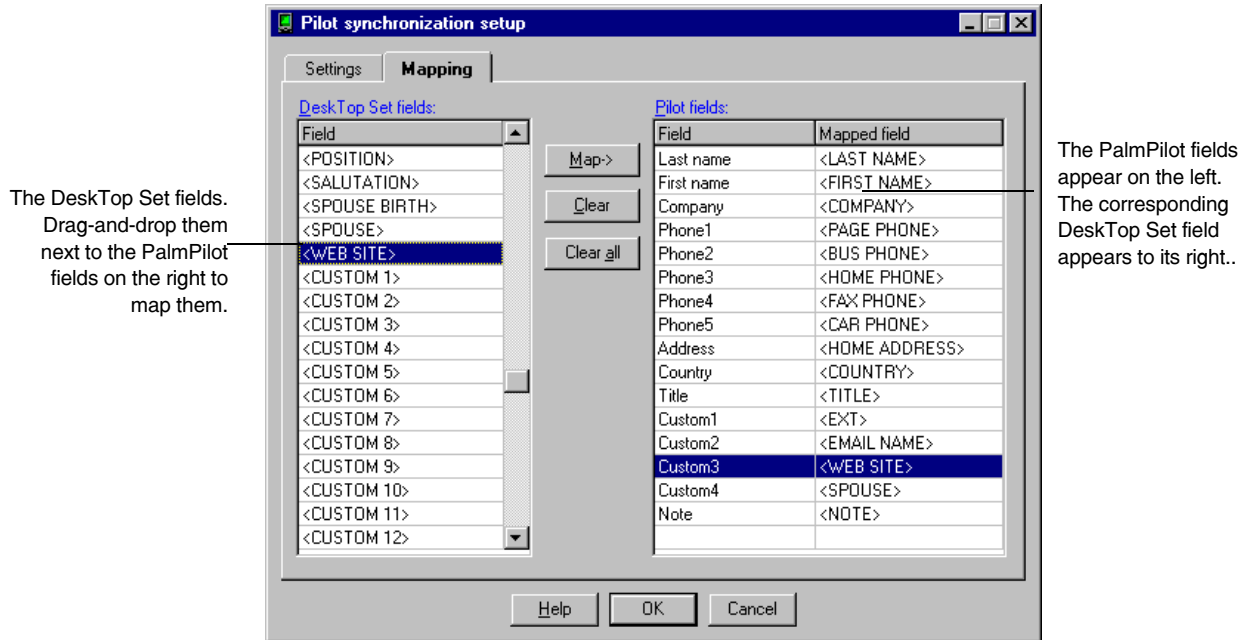 Pilot synchronization setup
Settings
Mapping
The DeskTop Set fields.
Drag-and-drop them
next to the PalmPilot
fields on the right to
map them.
DeskTop Set fields:
Field
<POSITION>
<SALUTATION>
<SPOUSE BIRTH>
<SPOUSE>
<WEB SITE>
<CUSTOM 1>
<CUSTOM 2>
<CUSTOM 3>
<CUSTOM 4>
<CUSTOM 5>
<CUSTOM 6>
<CUSTOM 7>
<CUSTOM 8>
<CUSTOM 9>
<CUSTOM 10>
<CUSTOM 11>
<CUSTOM 12>
Map->
Clear
Clear all
Pilot fields:
Field Mapped field
Last name <LAST NAME>
First name <FIRST NAME>
Company <COMPANY>
Phone1 <PAGE PHONE>
Phone2 <BUS PHONE>
Phone3 <HOME PHONE>
Phone4 <FAX PHONE>
Phone5 <CAR PHONE>
Address <HOME ADDRESS>
Country <COUNTRY>
Title <TITLE>
Custom1 <EXT>
Custom2 <EMAIL NAME>
Custom3 <WEB SITE>
Custom4 <SPOUSE>
Note <NOTE>
The PalmPilot fields
appear on the left.
The corresponding
DeskTop Set field
appears to its right..
Help
OK
Cancel